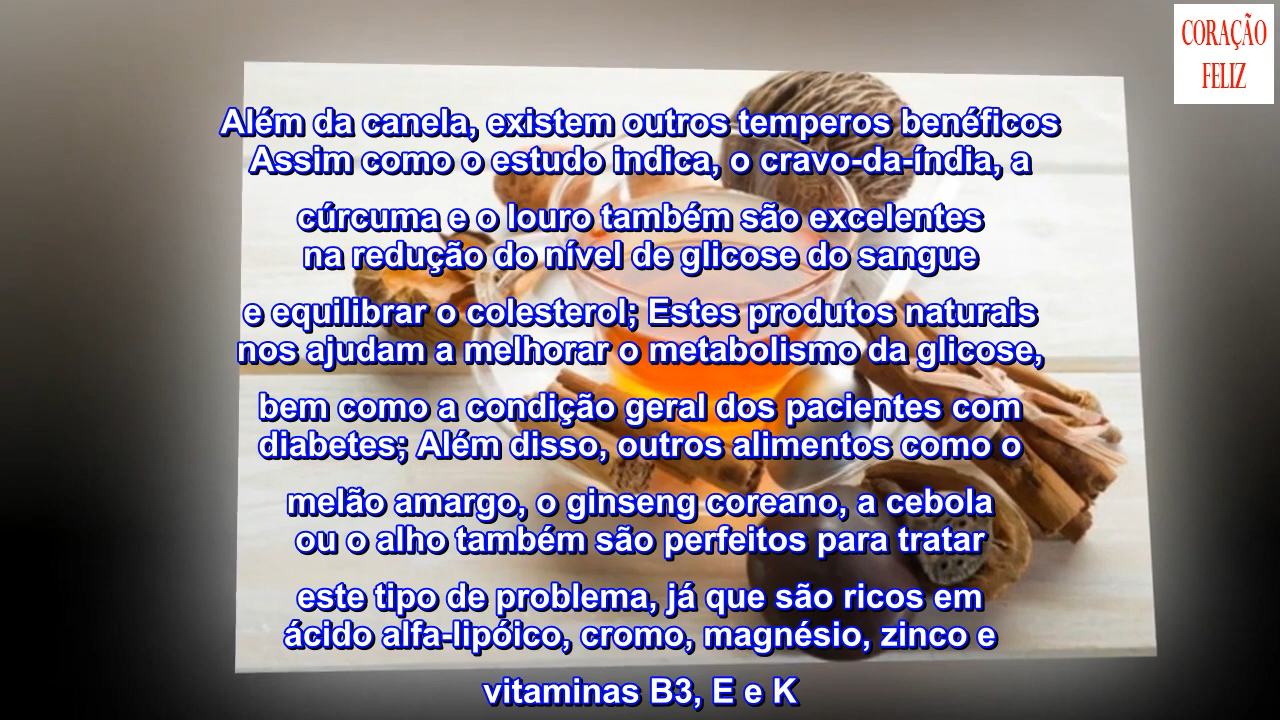 CORAÇÃO
FELIZ
Além da canela, existem outros temperos benéficos
Assim como o estudo indica, o cravo-da-índia, a
cúrcuma e o louro também são excelentes
na redução do nível de glicose do sangue
e equilibrar o colesterol; Estes produtos naturais
nos ajudam a melhorar o metabolismo da glicose,
bem como a condição geral dos pacientes com
diabetes; Além disso, outros alimentos como o
melão amargo, o ginseng coreano, a cebola
ou o alho também são perfeitos para tratar
este tipo de problema, já que são ricos em
ácido alfa-lipóico, cromo, magnésio, zinco e
vitaminas B3, E e K